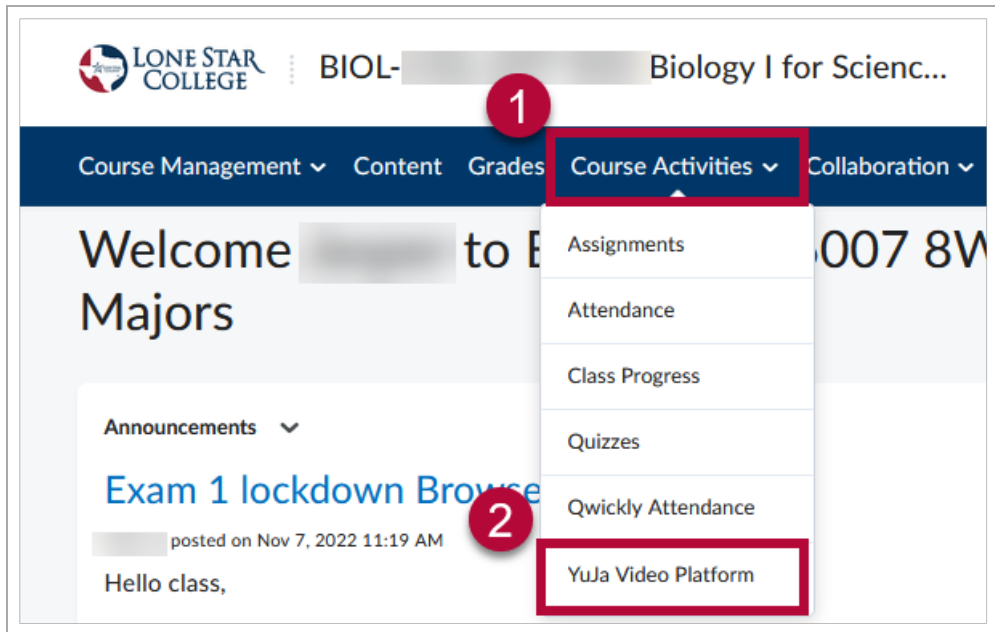 LONE STAR
COLLEGE
BIOL- Biology I for Scienc...
1
Course Management Content Grades Course Activities Collaboration
Welcome to 007 8W
Majors
Assignments
Attendance
Class Progress
Quizzes
Qwickly Attendance
YuJa Video Platform
Announcements
Exam 1 lockdown Browse
2
posted on Nov 7, 2022 11:19 AM
Hello class,